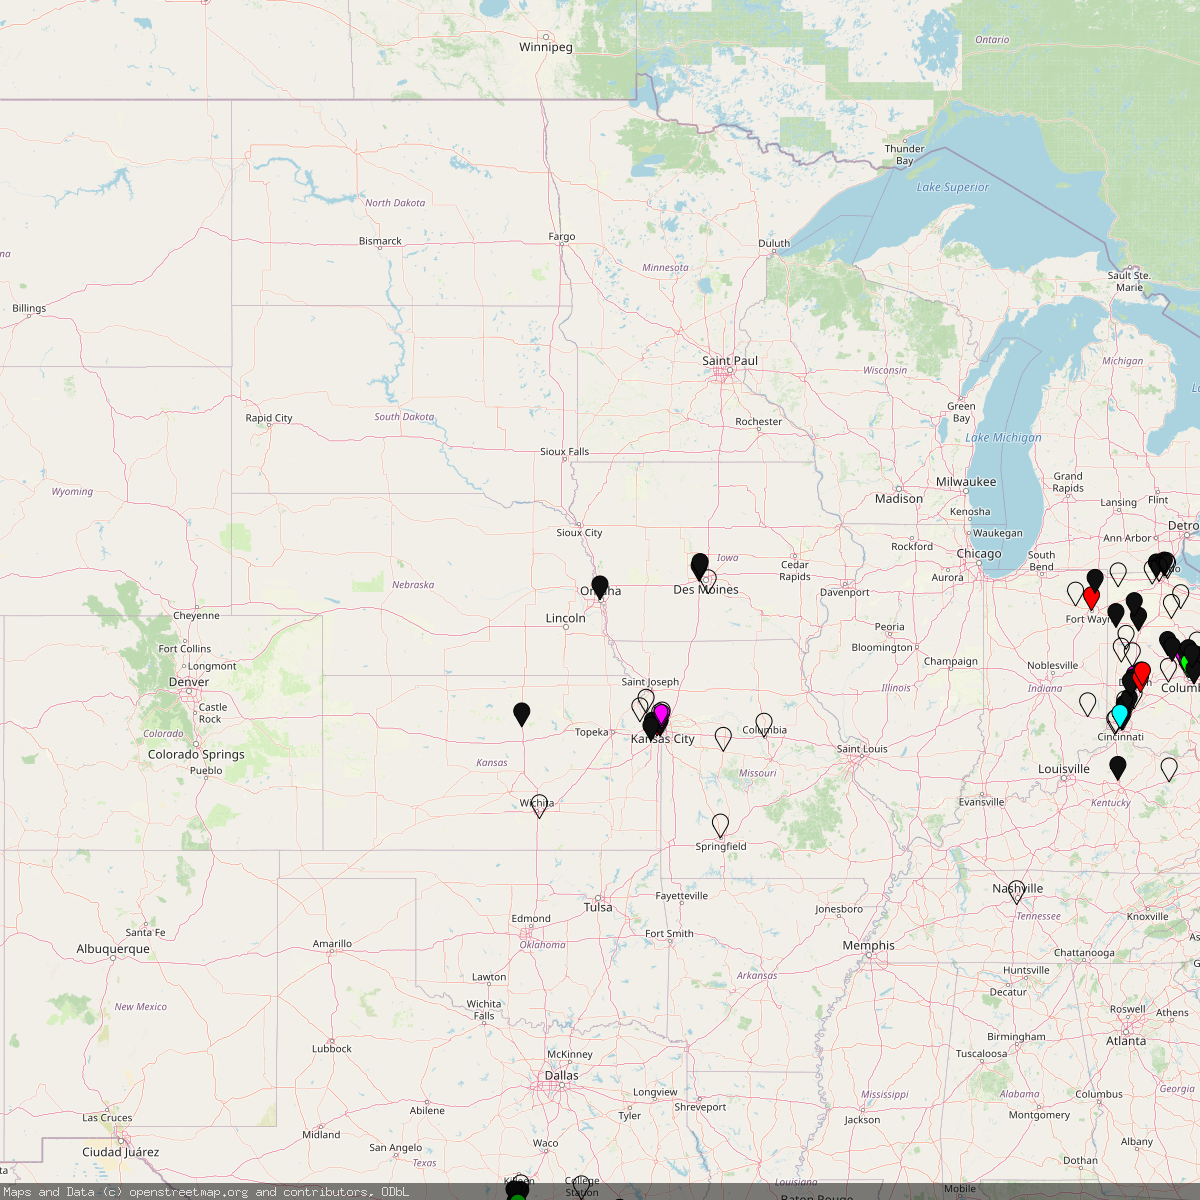 Winnipeg
Ontario
Thunder
Bay
Lake Superior
North Dakota
Bismarck
Fargo
Duluth
Minnesota
Sault Ste.
Marie
Billings
Saint Paul
Michigan
Wisconsin
Rapid City
South Dakota
Green
Bay
Rochester
Lake Michigan
Sioux Falls
Wyoming
Grand
Rapids
Milwaukee
Madison
Lansing
Flint
Kenosha
Sioux City
Waukegan
Detro
Ann Arbor
Rockford
Chicago
South
Bend
Iowa
Cedar
Rapids
Aurora
Nebraska
Des Moines
Davenport
Omaha
Cheyenne
Lincoln
Fort Wayn
Peoria
Fort Collins
Bloomington
Longmont
Champaign
Noblesville
Denver
Saint Joseph
Illinois
Indiana
Columb
Castle
Rock
Colorado
Topeka
Kansas City
Columbia
Cincinnati
Colorado Springs
Saint Louis
Kansas
Pueblo
Missouri
Louisville
Wichita
Evansville
Kentucky
Springfield
Nashville
Fayetteville
Tulsa
Jonesboro
Tennessee
Knoxville
Edmond
Santa Fe
Fort Smith
As
Albuquerque
Amarillo
Oklahoma
Memphis
Chattanooga
G
Lawton
Arkansas
Huntsville
Decatur
New Mexico
Wichita
Falls
Roswell
Athens
Birmingham
Atlanta
Lubbock
McKinney
Tuscaloosa
Dallas
Longview
Mississippi
Alabama
Georgia
Columbus
Las Cruces
Abilene
Tyler
Shreveport
Jackson
Montgomery
Midland
Waco
Albany
Ciudad Juárez
San Angelo
Texas
Dothan
Killeen
College
Station
Louisiana
Mobile
Baton Rouge
Maps and Data (c) openstreetmap.org and contributors, ODbL